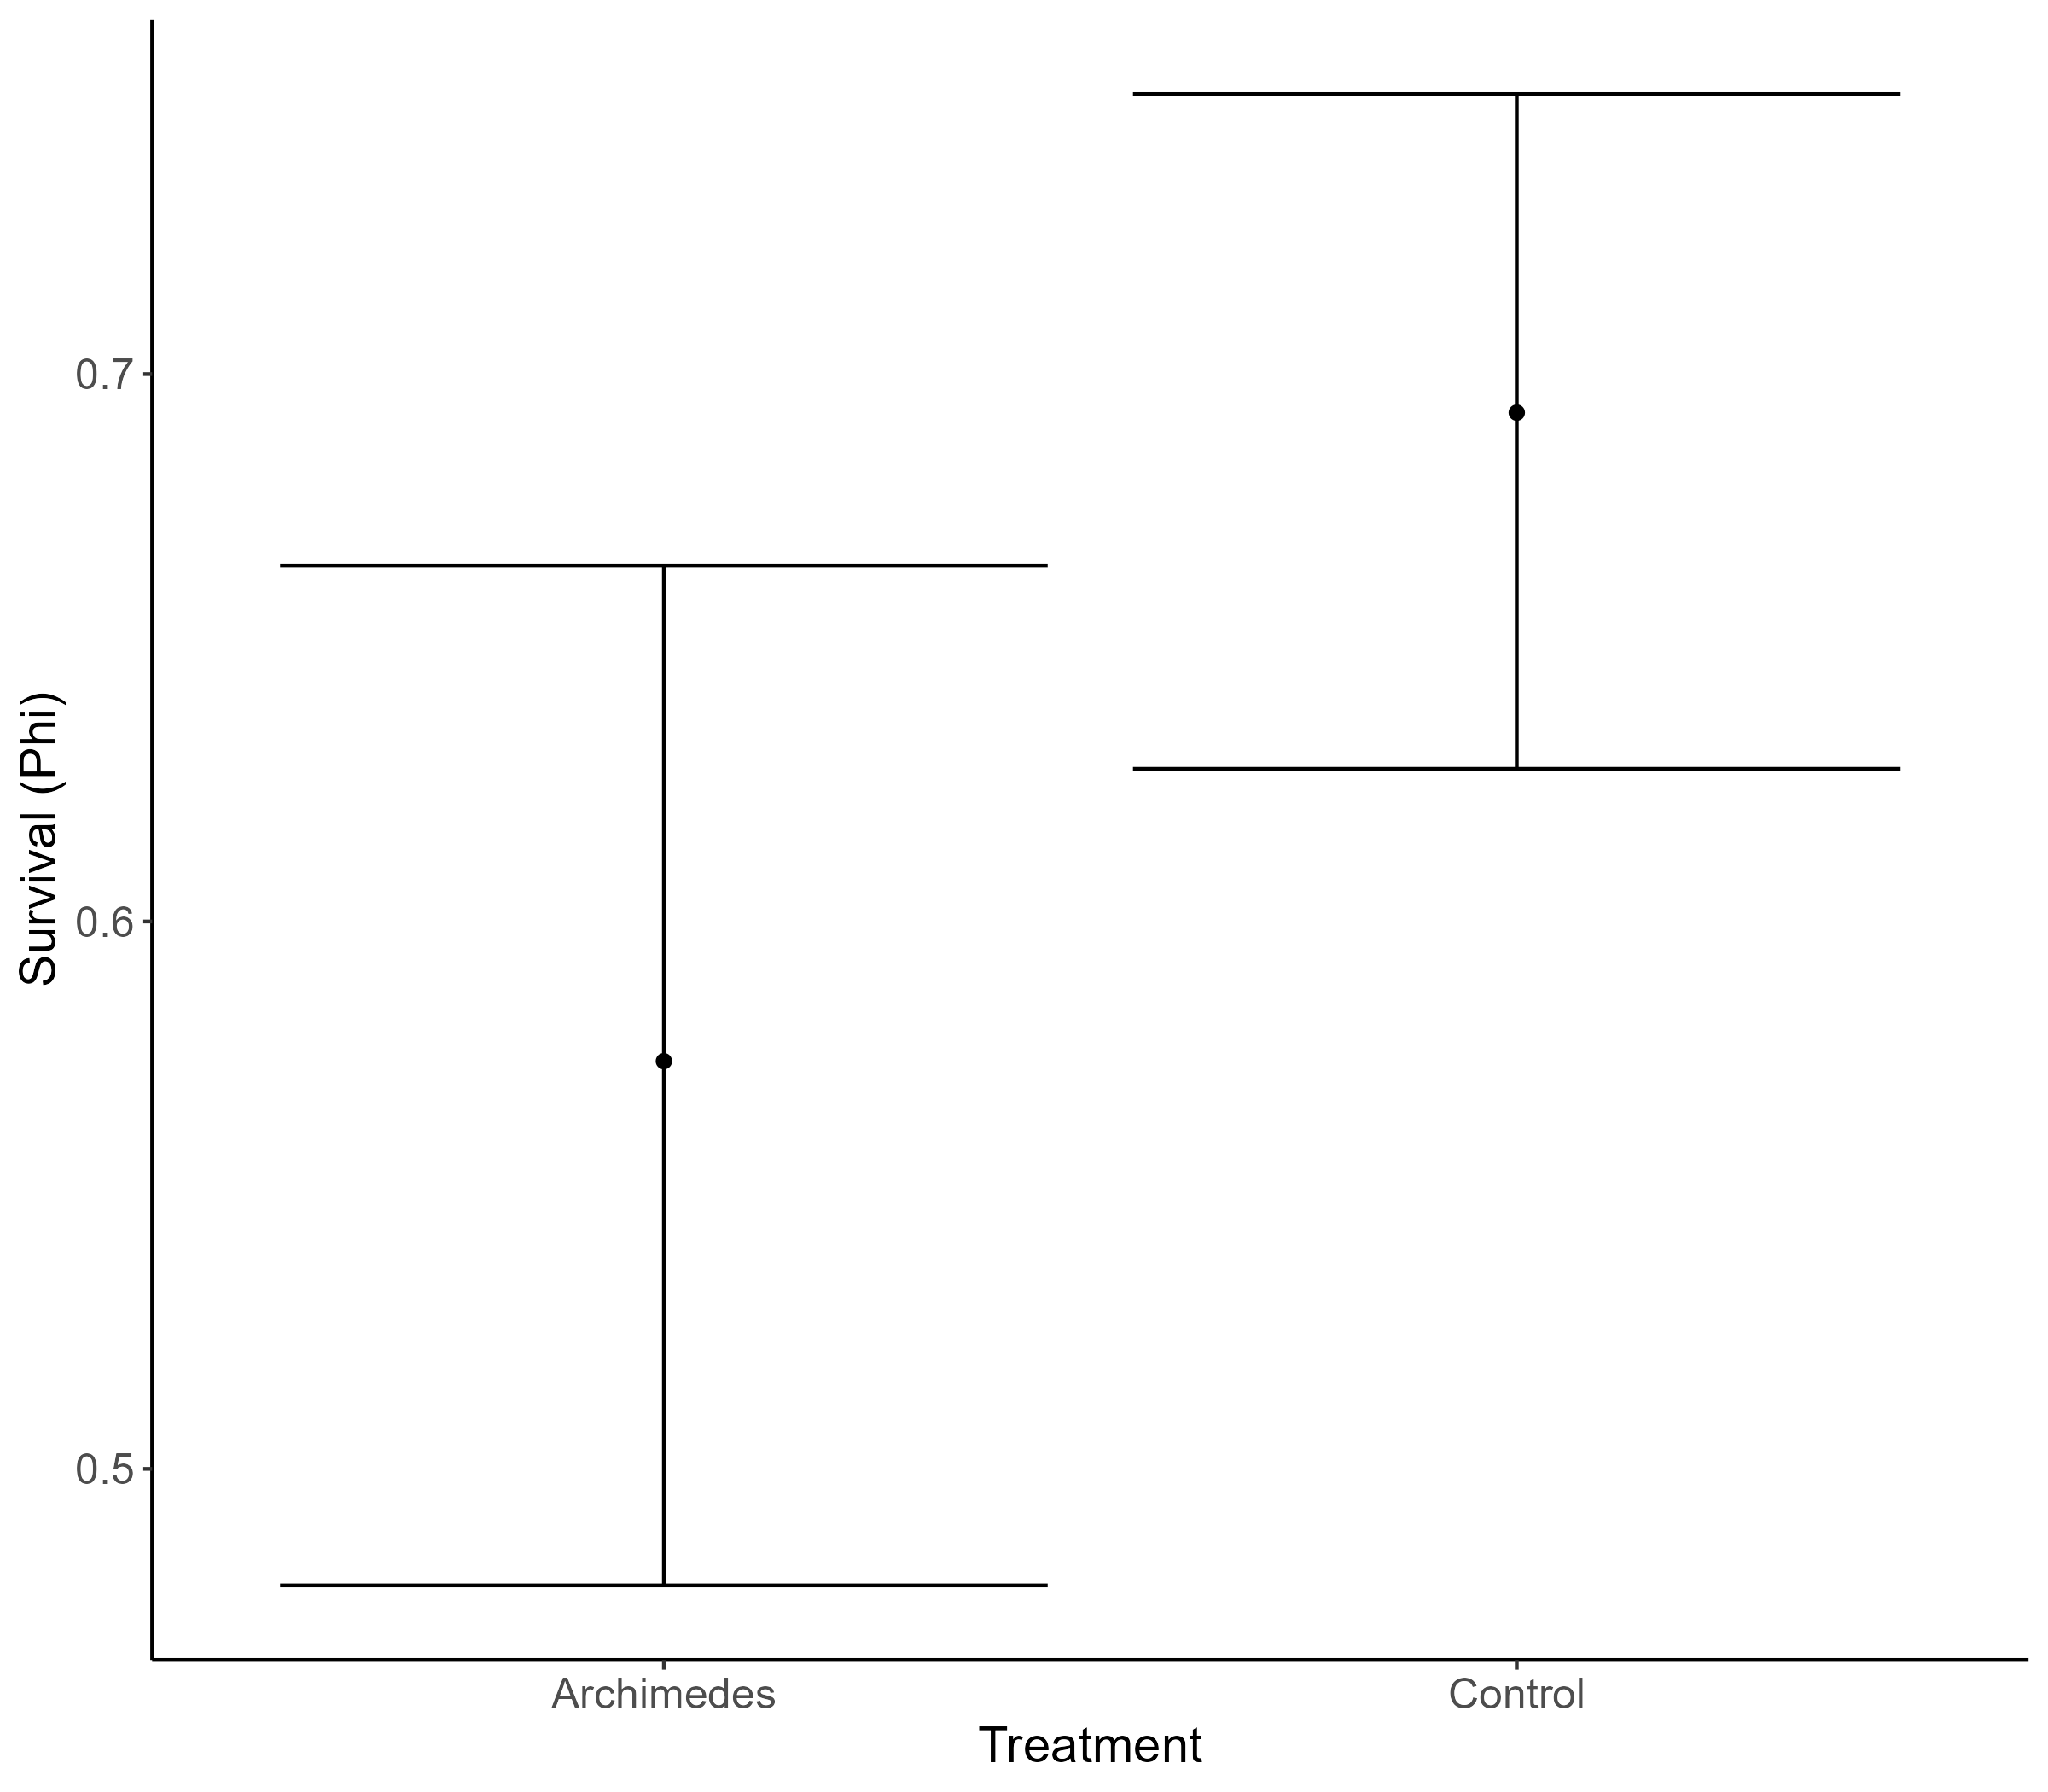 Survival (Phi)
0.7
0.6
0.5
Archimedes
Control
Treatment